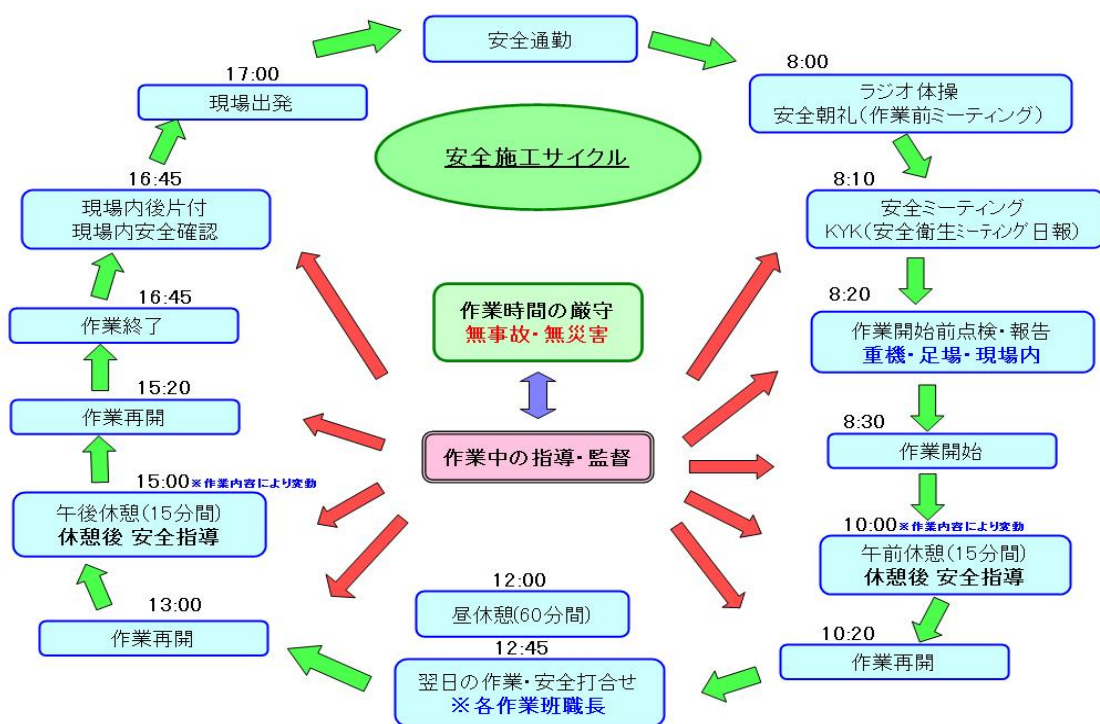 安全通勤
8:00
ラジオ体操
安全朝礼(作業前ミーティング)
8:10
安全ミーティング
KYK(安全衛生ミーティング日報)
8:20
作業開始前点検・報告
重機・足場・現場内
8:30
作業開始
10:00※作業内容により変動
午前休憩(15分間)
休憩後 安全指導
10:20
作業再開
12:00
昼休憩(60分間)
12:45
翌日の作業・安全打合せ
※各作業班職長
13:00
作業再開
15:00※作業内容により変動
午後休憩(15分間)
休憩後 安全指導
15:20
作業再開
16:45
作業終了
16:45
現場内後片付
現場内安全確認
17:00
現場出発
安全施工サイクル
作業時間の厳守
無事故・無災害
作業中の指導・監督